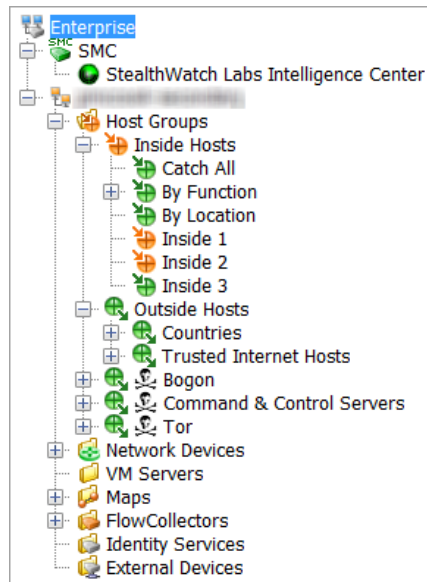 Enterprise
SMC
SMC
StealthWatch Labs Intelligence Center
Host Groups
Inside Hosts
Catch All
By Function
By Location
Inside 1
Inside 2
Inside 3
Outside Hosts
Countries
Trusted Internet Hosts
Bogon
Command & Control Servers
Tor
Network Devices
VM Servers
Maps
FlowCollectors
Identity Services
External Devices